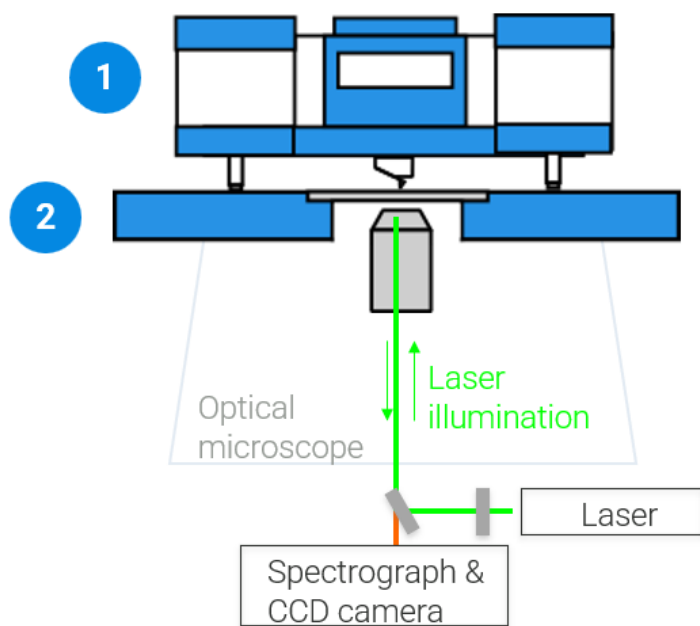 1
2
Laser
illumination
Optical
microscope
Laser
Spectrograph &
CCD camera